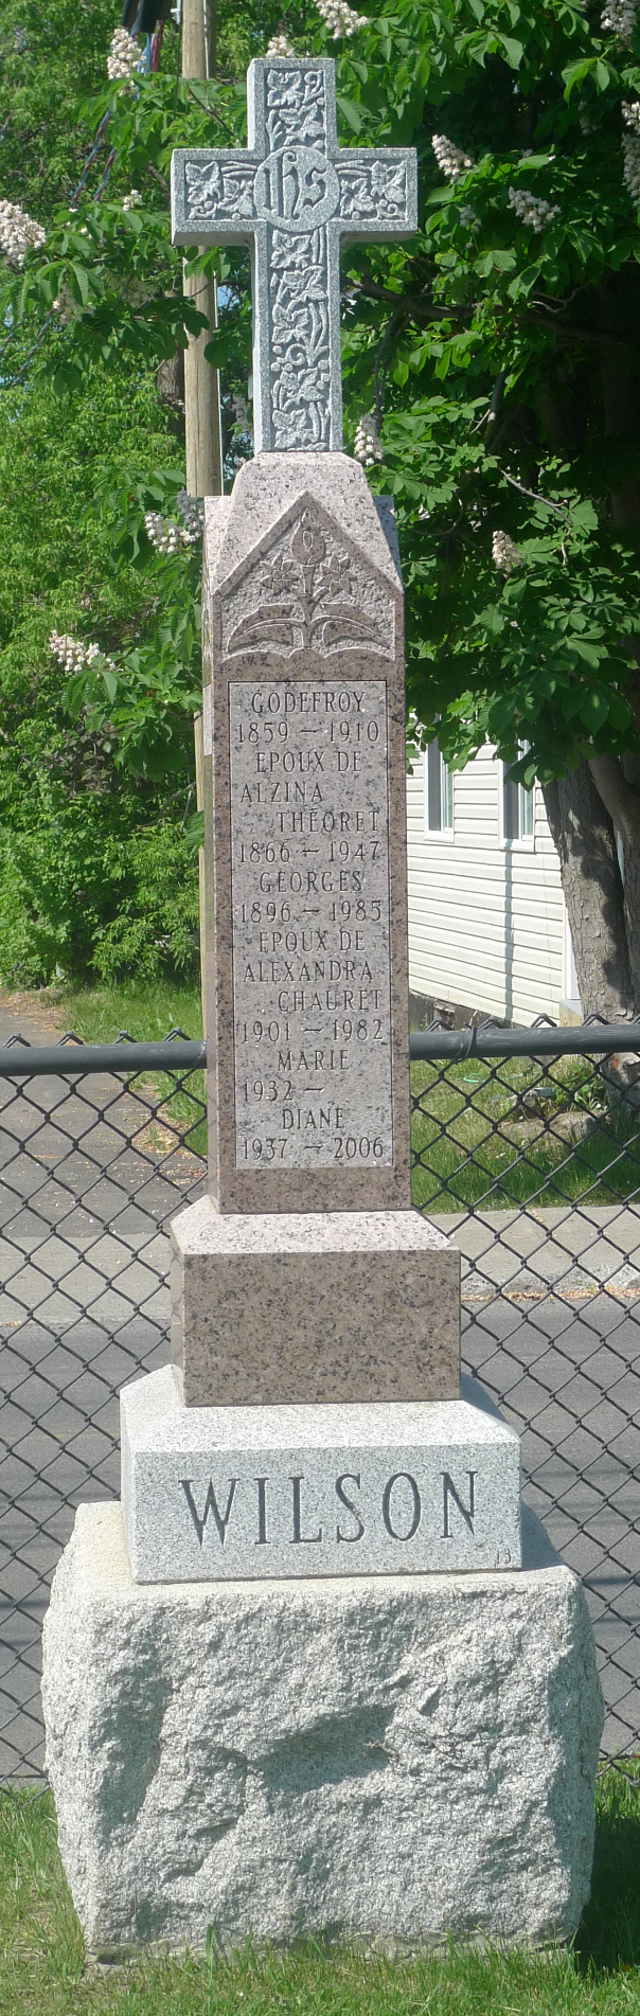 ihs
GODEFROY
1859 – 1910
EPOUX DE
ALZINA
THÉORET
1866 – 1947
GEORGES
1896 – 1985
EPOUX DE
ALEXANDRA
CHAURET
1901 – 1982
MARIE
1932 –
DIANE
1937 – 2006
WILSON
13